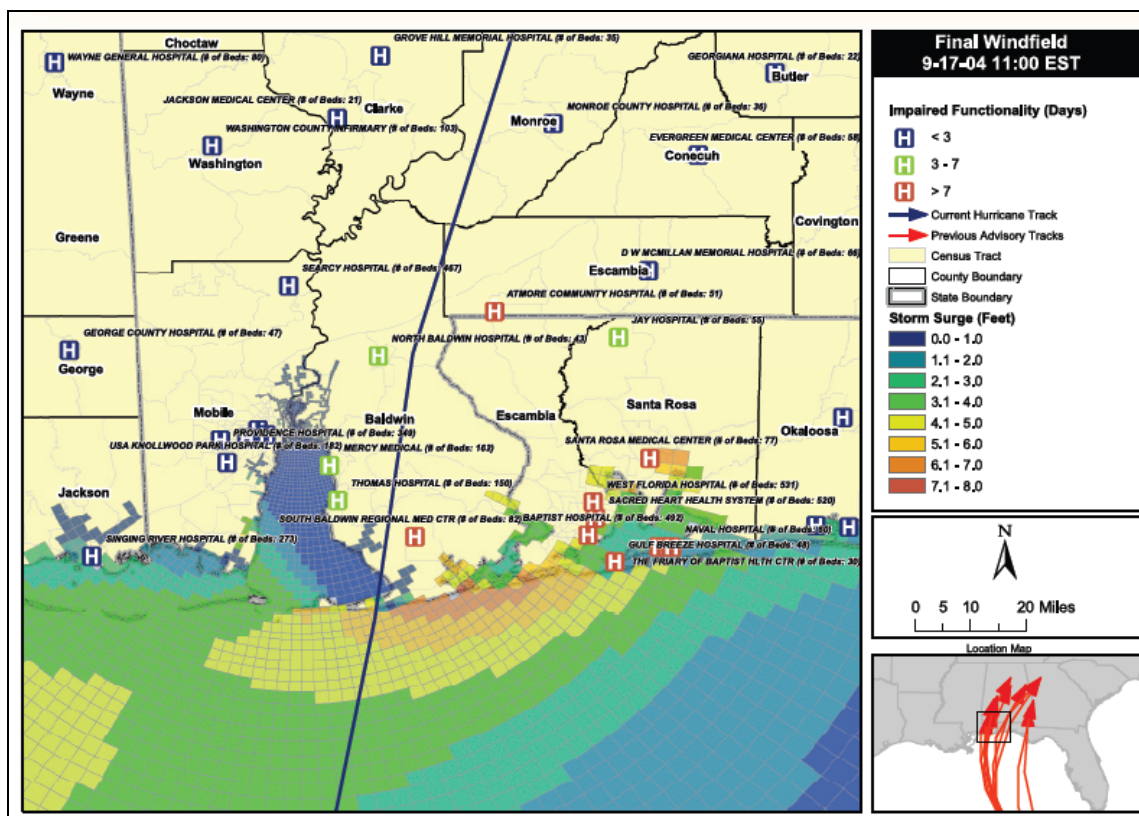 Choctaw
GROVE HILL MEMORIAL HOSPITAL (# of Beds: 35)
WAYNE GENERAL HOSPITAL (# of Beds: 80)
GEORGIANA HOSPITAL (# of Beds: 22)
Butler
Wayne
JACKSON MEDICAL CENTER (# of Beds: 21)
Clarke
MONROE COUNTY HOSPITAL (# of Beds: 36)
Monroe
WASHINGTON COUNTY INFIRMARY (# of Beds: 103)
EVERGREEN MEDICAL CENTER (# of Beds: 58)
Washington
Conecuh
Covington
Greene
D W MCMILLAN MEMORIAL HOSPITAL (# of Beds: 66)
SEARCY HOSPITAL (# of Beds: 467)
Escambia
ATMORE COMMUNITY HOSPITAL (# of Beds: 51)
JAY HOSPITAL (# of Beds: 55)
GEORGE COUNTY HOSPITAL (# of Beds: 47)
NORTH BALDWIN HOSPITAL (# of Beds: 43)
George
Mobile
Baldwin
Escambia
Santa Rosa
Okaloosa
PROVIDENCE HOSPITAL (# of Beds: 349)
USA KNOLLWOOD PARK HOSPITAL (# of Beds: 182)
MERCY MEDICAL (# of Beds: 162)
SANTA ROSA MEDICAL CENTER (# of Beds: 77)
THOMAS HOSPITAL (# of Beds: 150)
WEST FLORIDA HOSPITAL (# of Beds: 531)
Jackson
SACRED HEART HEALTH SYSTEM (# of Beds: 520)
SOUTH BALDWIN REGIONAL MED CTR (# of Beds: 82)
BAPTIST HOSPITAL (# of Beds: 492)
NAVAL HOSPITAL (# of Beds: 60)
SINGING RIVER HOSPITAL (# of Beds: 273)
GULF BREEZE HOSPITAL (# of Beds: 48)
THE FRIARY OF BAPTIST HLTH CTR (# of Beds: 30)
Final Windfield
9-17-04 11:00 EST
Impaired Functionality (Days)
H < 3
H 3 - 7
H > 7
Current Hurricane Track
Previous Advisory Tracks
Census Tract
County Boundary
State Boundary
Storm Surge (Feet)
0.0 - 1.0
1.1 - 2.0
2.1 - 3.0
3.1 - 4.0
4.1 - 5.0
5.1 - 6.0
6.1 - 7.0
7.1 - 8.0
N
0 5 10 20 Miles
Location Map